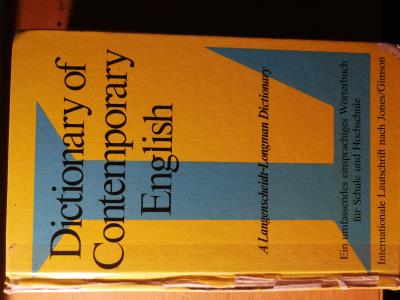 Dictionary of
Contemporary
English
A Langenscheidt-Longman Dictionary
Ein umfassendes einsprachiges Wörterbuch
für Schule und Hochschule
Internationale Lautschrift nach Jones/Gimson